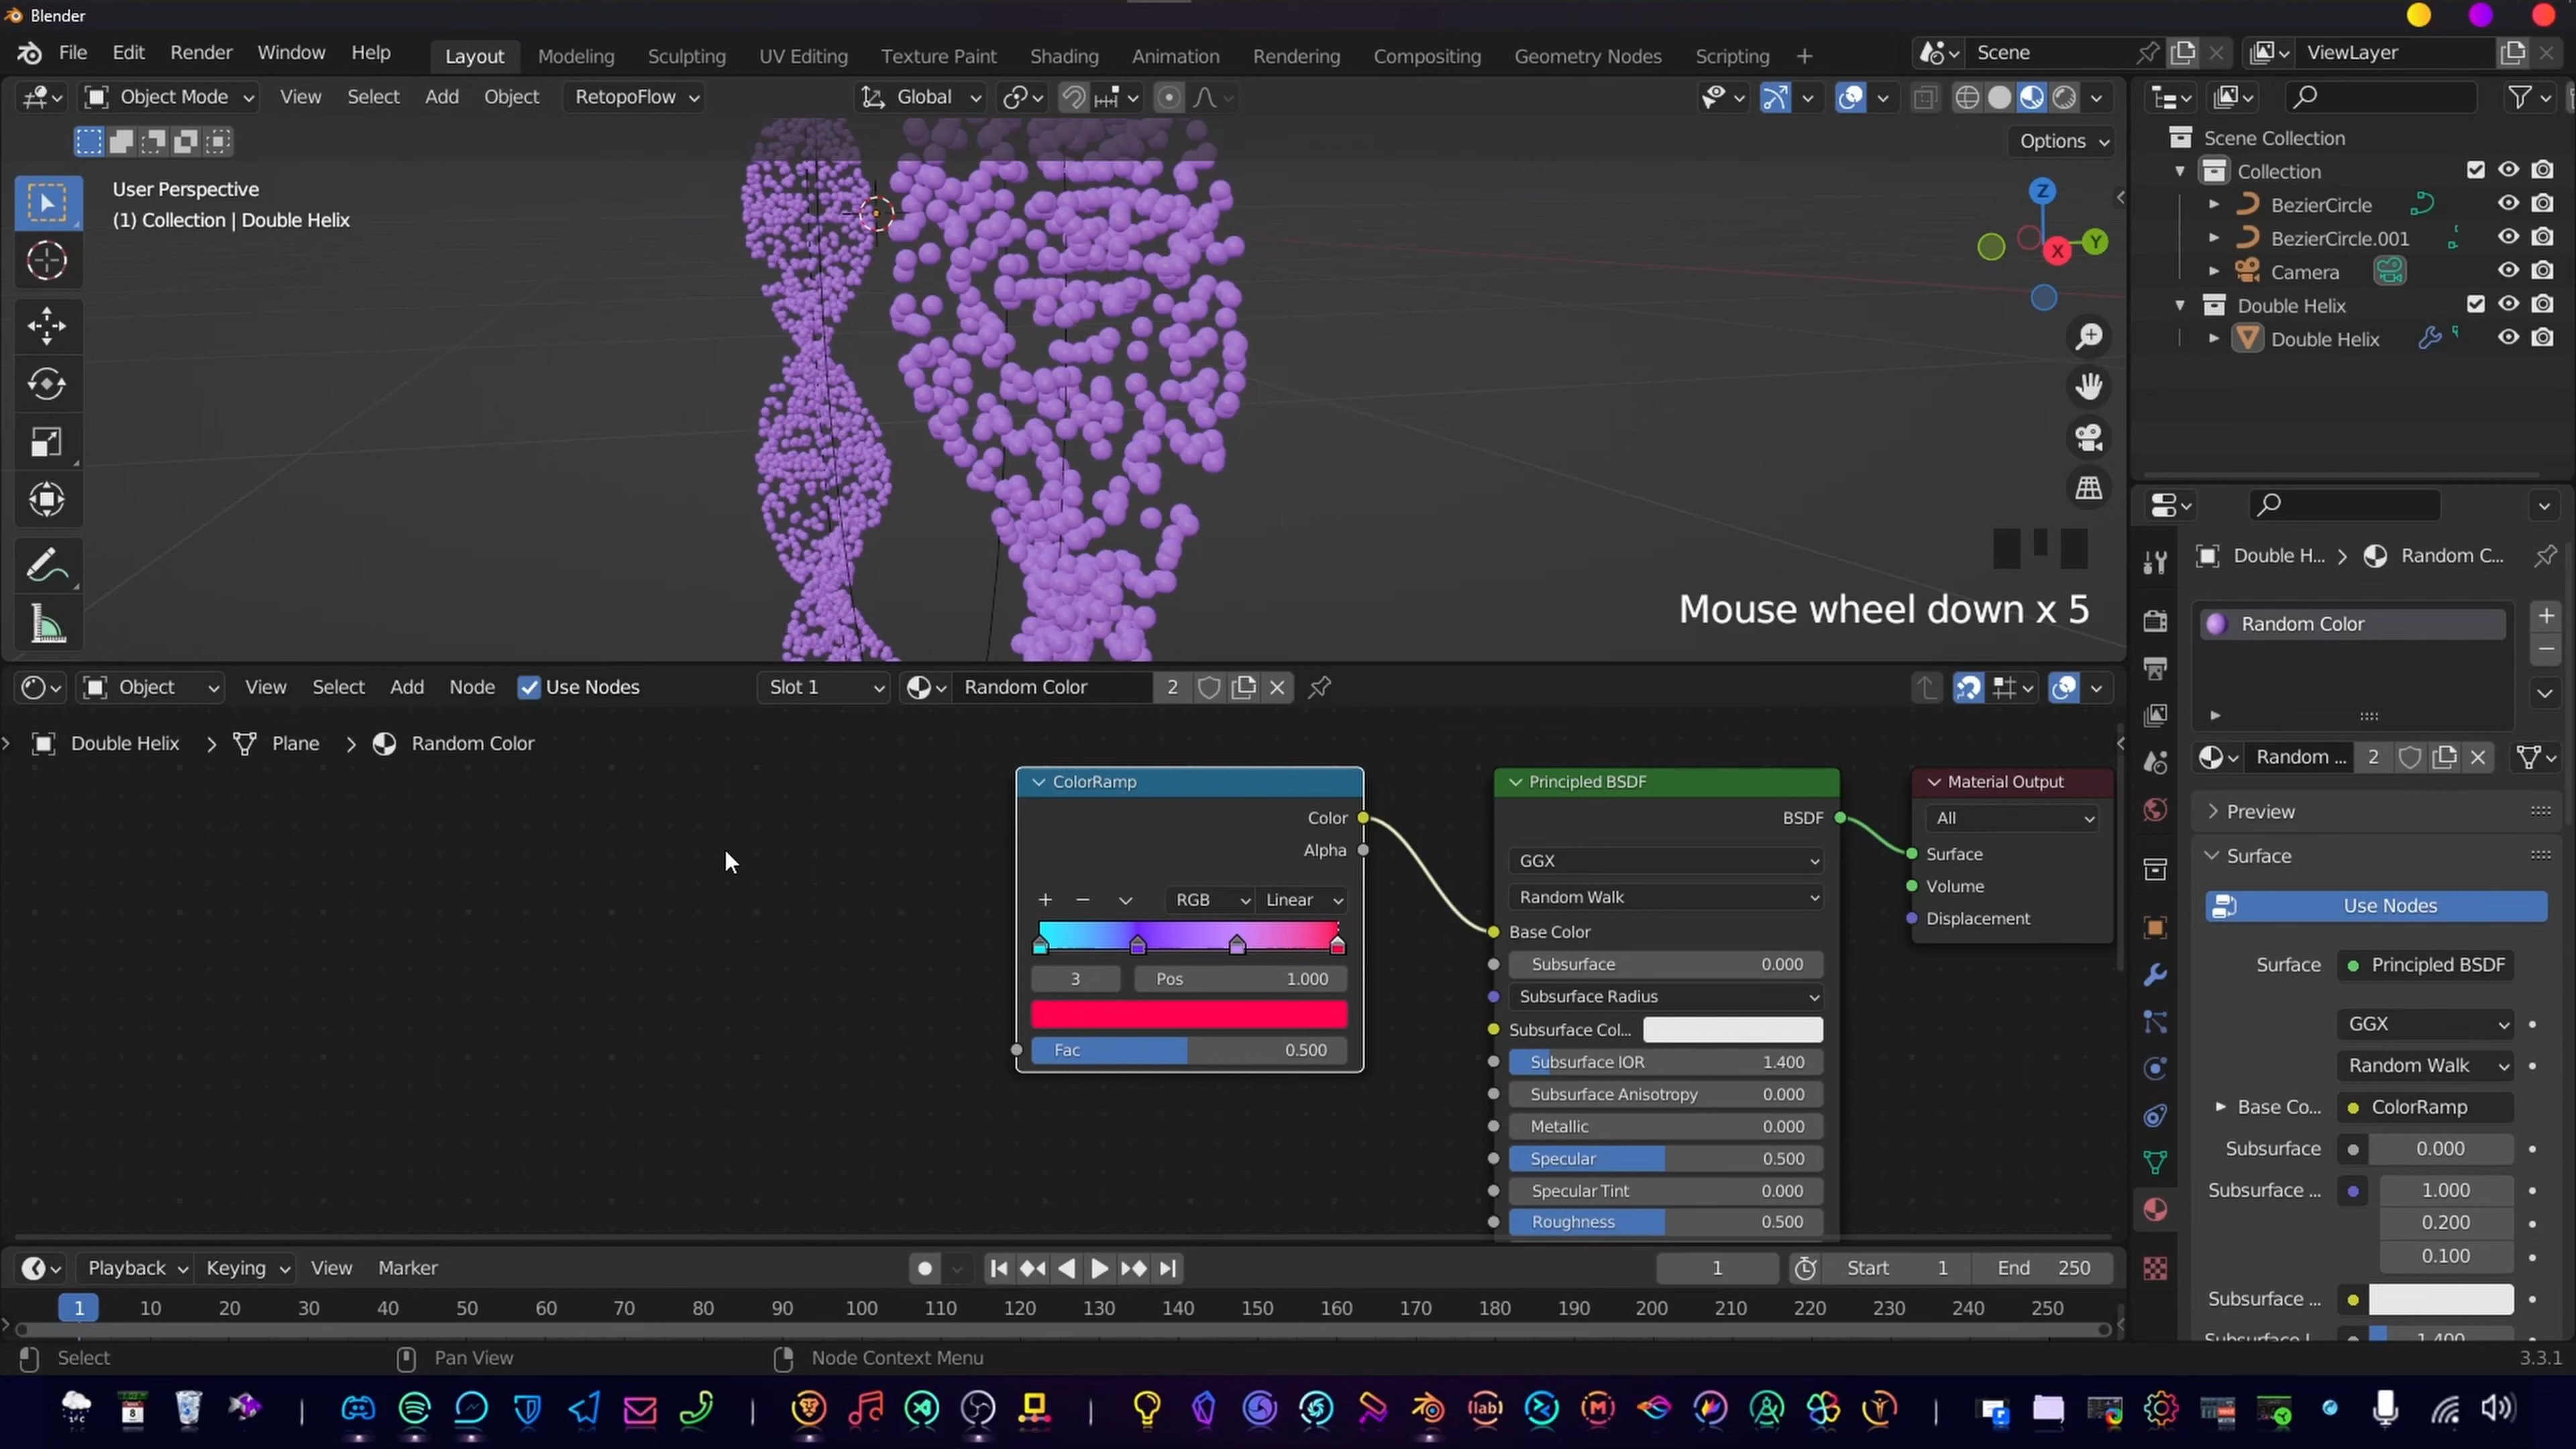 Blender
File Edit Render Window Help Layout Modeling Sculpting UV Editing Texture Paint Shading Animation Rendering Compositing Geometry Nodes Scripting + Scene ViewLayer
Object Mode View Select Add Object RetopoFlow Global
Options
User Perspective
(1) Collection | Double Helix
Z
Y
X
Mouse wheel down x 5
Scene Collection
Collection
BezierCircle
BezierCircle.001
Camera
Double Helix
Double Helix
Object View Select Add Node Use Nodes Slot 1 Random Color 2
Double Helix > Plane > Random Color
ColorRamp
Color
Alpha
+ − RGB Linear
3 Pos 1.000
Fac 0.500
Principled BSDF
BSDF
GGX
Random Walk
Base Color
Subsurface 0.000
Subsurface Radius
Subsurface Col...
Subsurface IOR 1.400
Subsurface Anisotropy 0.000
Metallic 0.000
Specular 0.500
Specular Tint 0.000
Roughness 0.500
Material Output
All
Surface
Volume
Displacement
Double H... > Random C...
Random Color
Random ... 2
Preview
Surface
Use Nodes
Surface Principled BSDF
GGX
Random Walk
Base Co... ColorRamp
Subsurface 0.000
Subsurface ... 1.000
0.200
0.100
Subsurface ...
1.400
Playback Keying View Marker 1 Start 1 End 250
1 10 20 30 40 50 60 70 80 90 100 110 120 130 140 150 160 170 180 190 200 210 220 230 240 250
Select Pan View Node Context Menu 3.3.1
8
lab
M